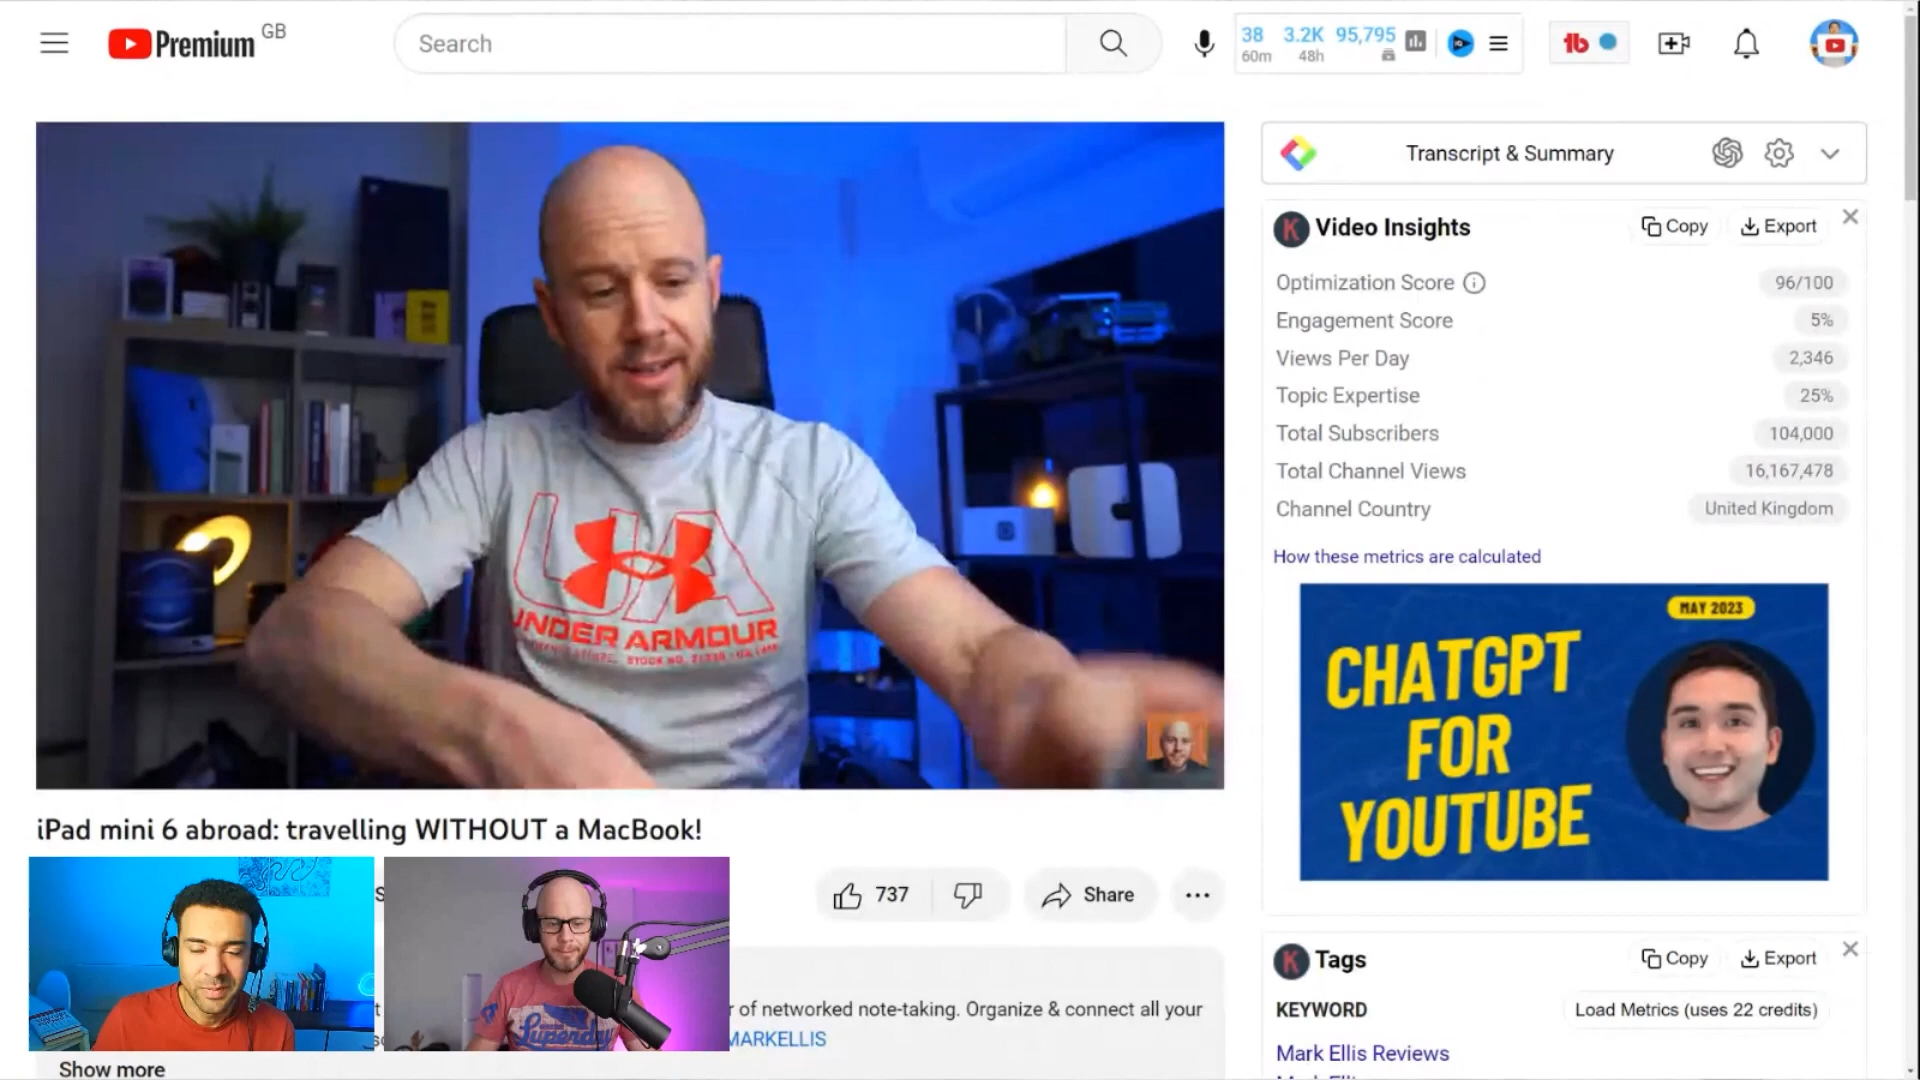 Premium GB
Search
38 3.2K 95,795
60m 48h
Transcript & Summary
Video Insights
Copy
Export
Optimization Score 96/100
Engagement Score 5%
Views Per Day 2,346
Topic Expertise 25%
Total Subscribers 104,000
Total Channel Views 16,167,478
Channel Country United Kingdom
How these metrics are calculated
MAY 2023
CHATGPT
FOR
YOUTUBE
UA
UNDER ARMOUR
iPad mini 6 abroad: travelling WITHOUT a MacBook!
737
Share
r of networked note-taking. Organize & connect all your
MARKELLIS
Show more
Tags
Copy
Export
KEYWORD
Load Metrics (uses 22 credits)
Mark Ellis Reviews